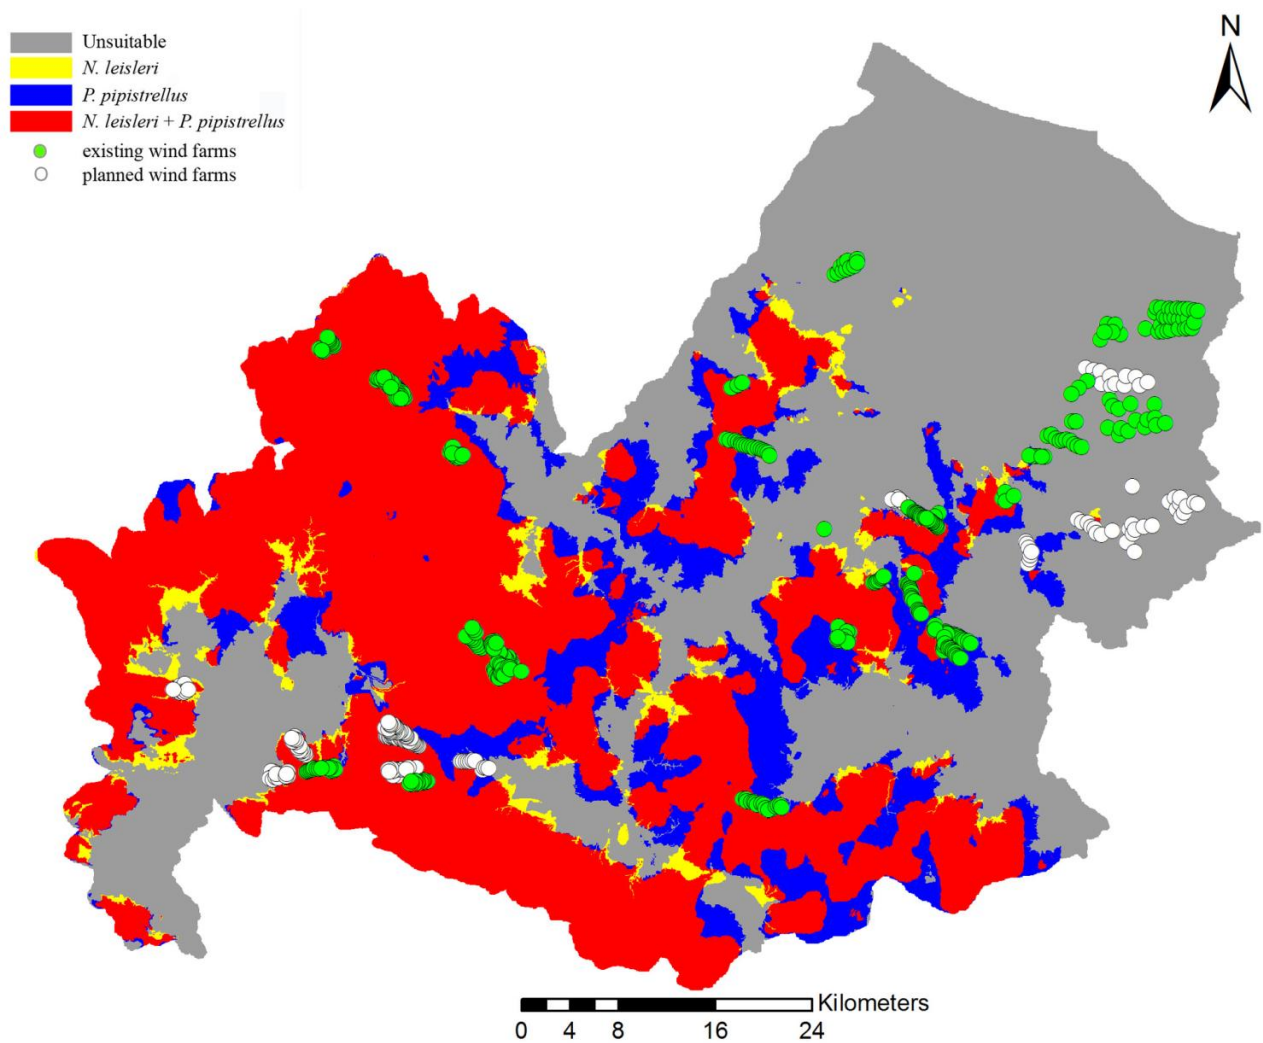 Unsuitable
N. leisleri
P. pipistrellus
N. leisleri + P. pipistrellus
existing wind farms
planned wind farms
N
Kilometers
0 4 8 16 24